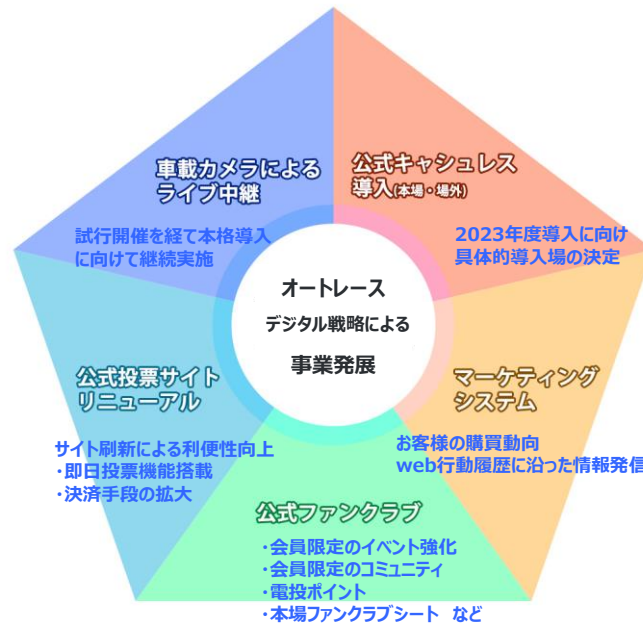 車載カメラによる
ライブ中継
試行開催を経て本格導入
に向けて継続実施
公式キャシュレス
導入(本場・場外)
2023年度導入に向け
具体的導入場の決定
オートレース
デジタル戦略による
事業発展
公式投票サイト
リニューアル
サイト刷新による利便性向上
・即日投票機能搭載
・決済手段の拡大
マーケティング
システム
お客様の購買動向
web行動履歴に沿った情報発信
公式ファンクラブ
・会員限定のイベント強化
・会員限定のコミュニティ
・電投ポイント
・本場ファンクラブシート など